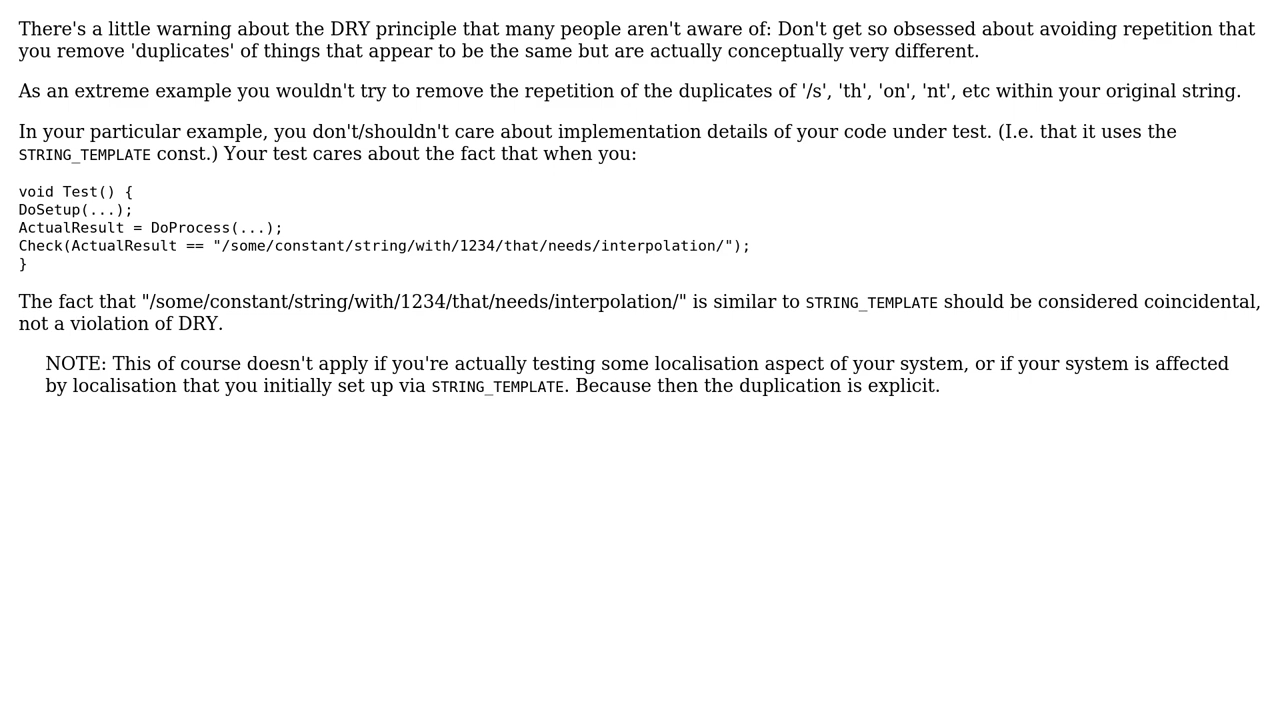 There's a little warning about the DRY principle that many people aren't aware of: Don't get so obsessed about avoiding repetition that
you remove 'duplicates' of things that appear to be the same but are actually conceptually very different.
As an extreme example you wouldn't try to remove the repetition of the duplicates of '/s', 'th', 'on', 'nt', etc within your original string.
In your particular example, you don't/shouldn't care about implementation details of your code under test. (I.e. that it uses the
STRING_TEMPLATE const.) Your test cares about the fact that when you:
void Test() {
DoSetup(...);
ActualResult = DoProcess(...);
Check(ActualResult == "/some/constant/string/with/1234/that/needs/interpolation/");
}
The fact that "/some/constant/string/with/1234/that/needs/interpolation/" is similar to STRING_TEMPLATE should be considered coincidental,
not a violation of DRY.
NOTE: This of course doesn't apply if you're actually testing some localisation aspect of your system, or if your system is affected
by localisation that you initially set up via STRING_TEMPLATE. Because then the duplication is explicit.